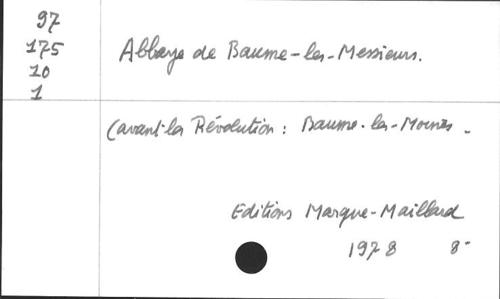 97
175
10
1
Abbaye de Baume-les-Messieurs.
(avant la Révolution : Baume-les-Moines.
Editions Marque-Maillard
1978 8°